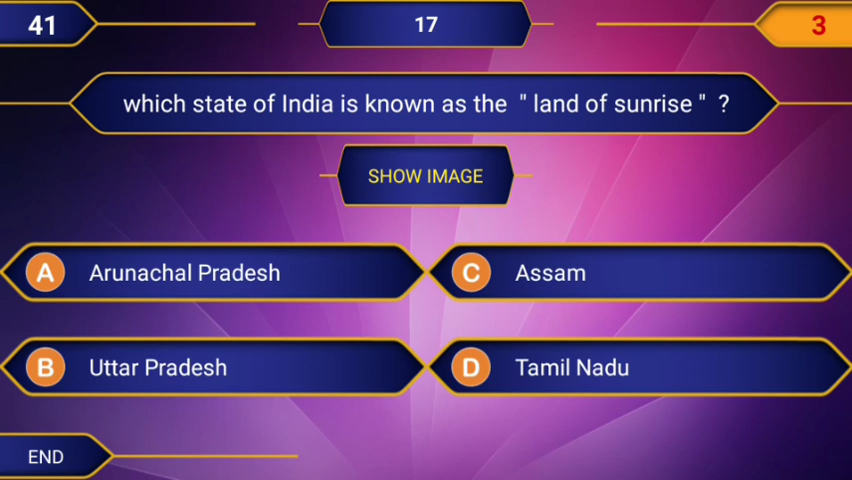 41
17
3
which state of India is known as the " land of sunrise " ?
SHOW IMAGE
A Arunachal Pradesh
C Assam
B Uttar Pradesh
D Tamil Nadu
END